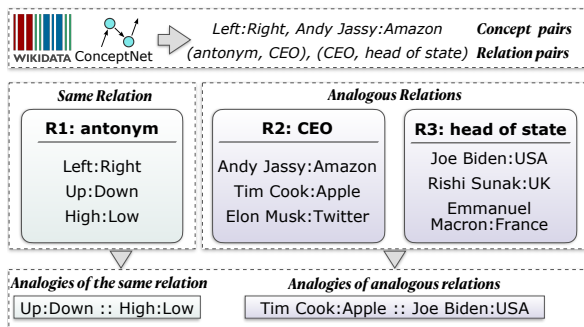 Left:Right, Andy Jassy:Amazon Concept pairs
WIKIDATA ConceptNet (antonym, CEO), (CEO, head of state) Relation pairs
Same Relation
Analogous Relations
R1: antonym
Left:Right
Up:Down
High:Low
R2: CEO
Andy Jassy:Amazon
Tim Cook:Apple
Elon Musk:Twitter
R3: head of state
Joe Biden:USA
Rishi Sunak:UK
Emmanuel
Macron:France
Analogies of the same relation
Up:Down :: High:Low
Analogies of analogous relations
Tim Cook:Apple :: Joe Biden:USA